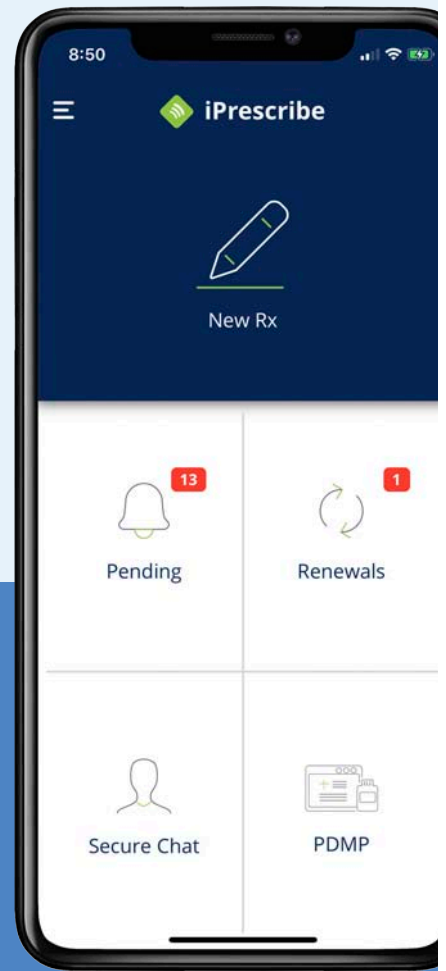 8:50
iPrescribe
New Rx
13
1
Pending
Renewals
Secure Chat
PDMP